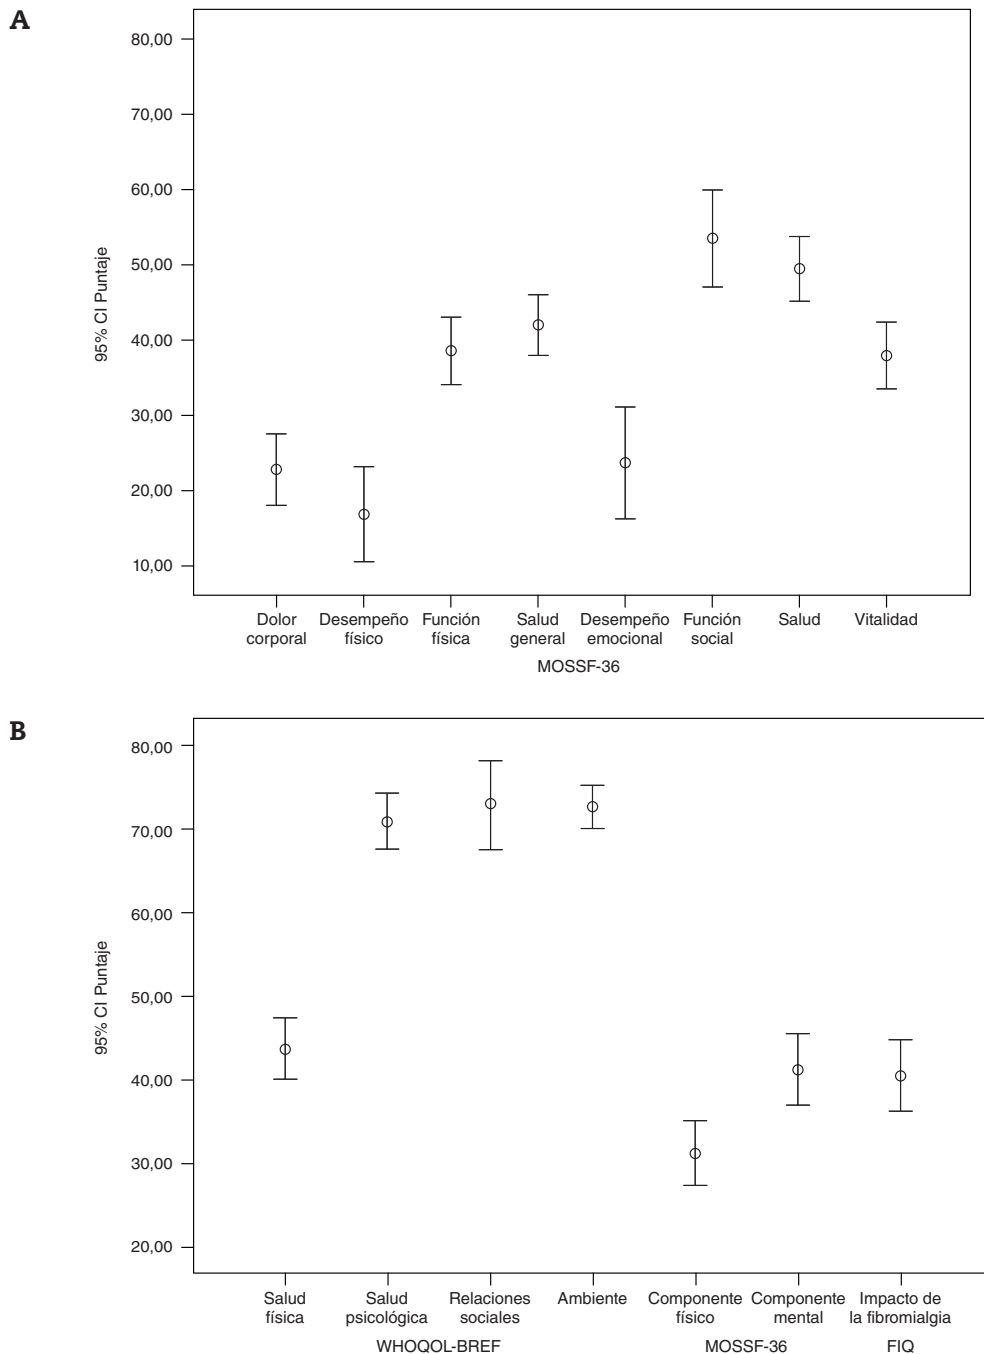 A
80,00
70,00
60,00
50,00
40,00
30,00
20,00
10,00
95% CI Puntaje
Dolor corporal
Desempeño físico
Función física
Salud general
Desempeño emocional
Función social
Salud
Vitalidad
MOSSF-36
B
80,00
70,00
60,00
50,00
40,00
30,00
20,00
95% CI Puntaje
Salud física
Salud psicológica
Relaciones sociales
Ambiente
Componente físico
Componente mental
Impacto de la fibromialgia
WHOQOL-BREF
MOSSF-36
FIQ